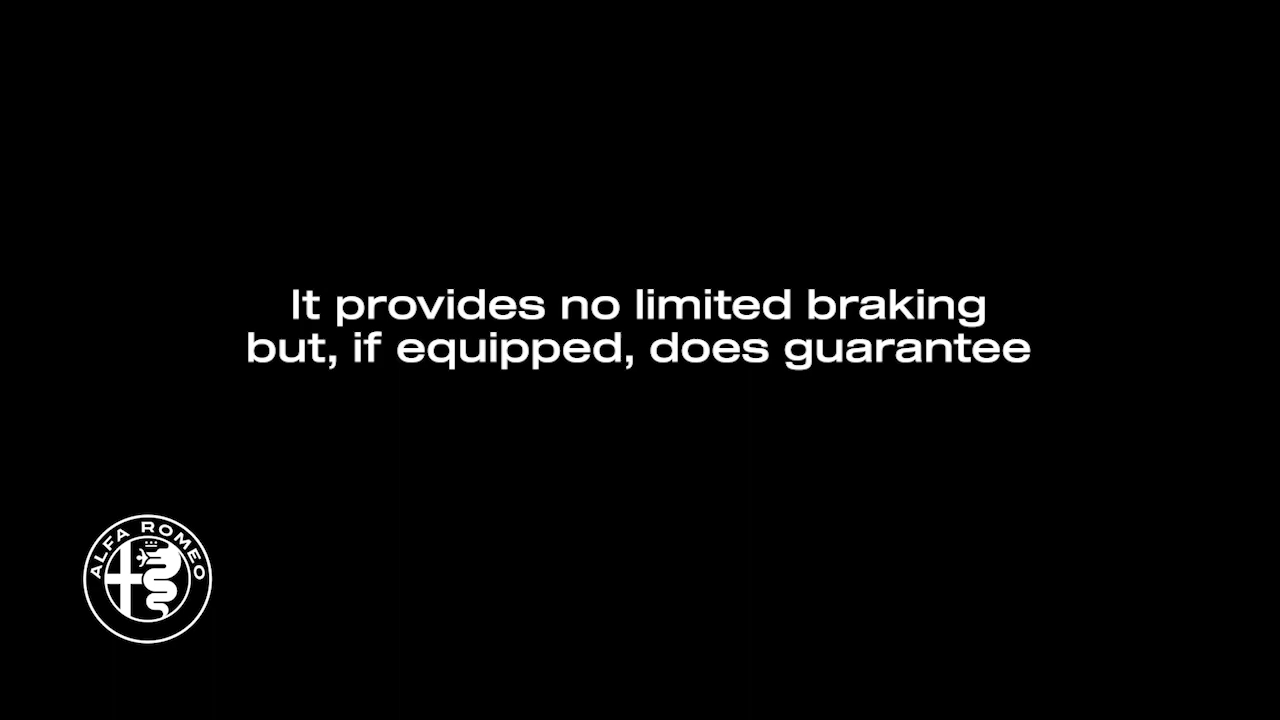 It provides no limited braking
but, if equipped, does guarantee
ALFA ROMEO